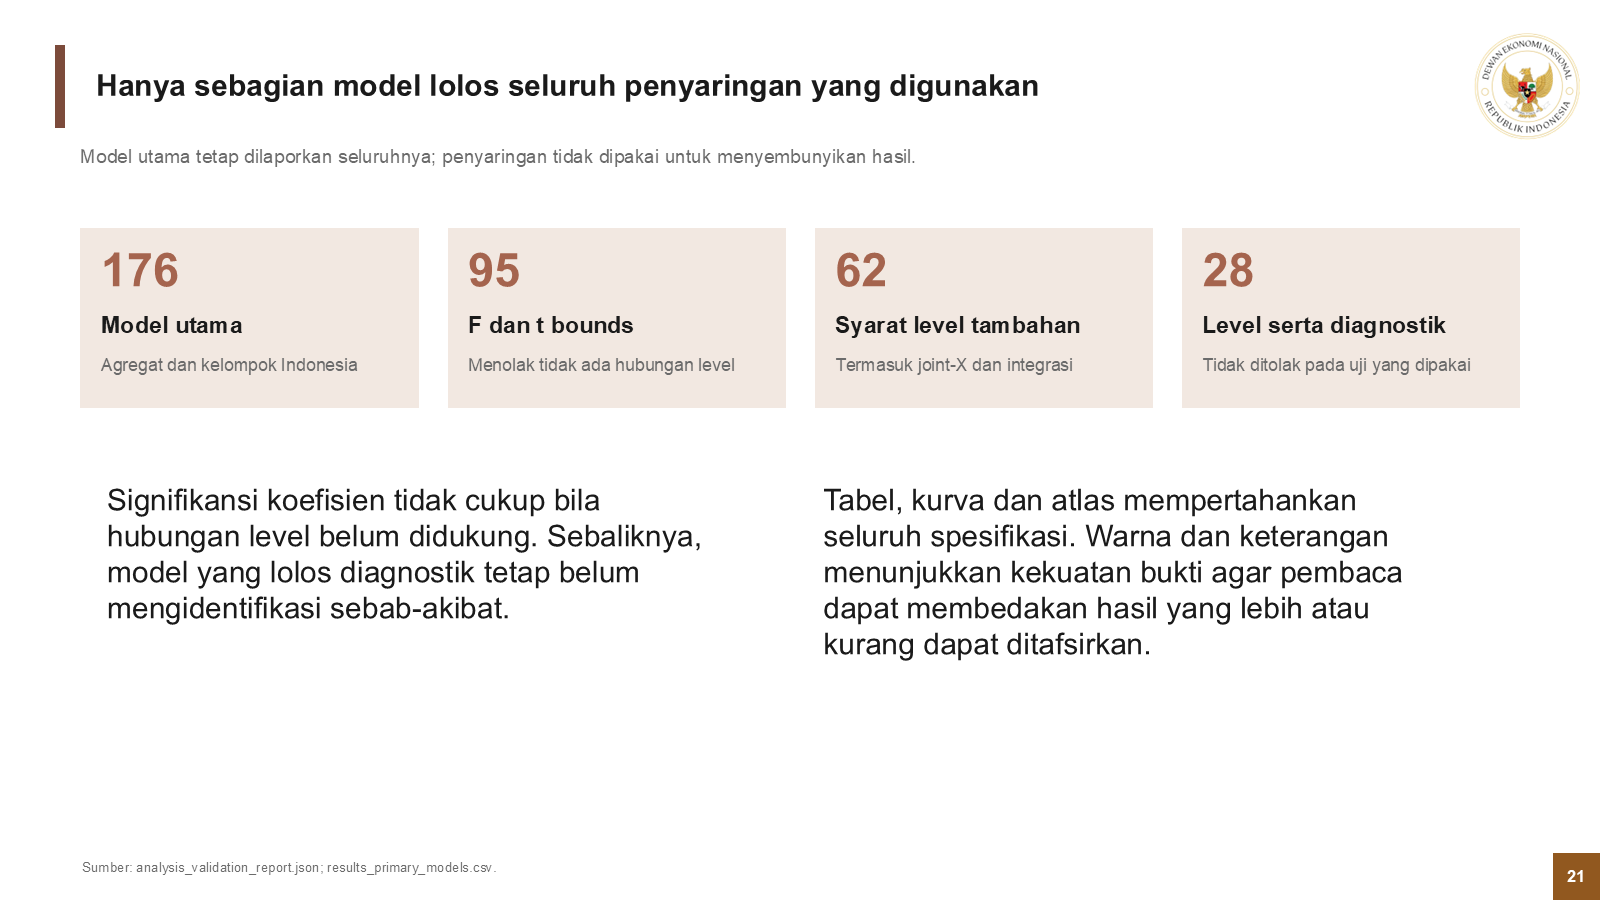 Hanya sebagian model lolos seluruh penyaringan yang digunakan
DEWAN EKONOMI NASIONAL
REPUBLIK INDONESIA
Model utama tetap dilaporkan seluruhnya; penyaringan tidak dipakai untuk menyembunyikan hasil.
176
Model utama
Agregat dan kelompok Indonesia
95
F dan t bounds
Menolak tidak ada hubungan level
62
Syarat level tambahan
Termasuk joint-X dan integrasi
28
Level serta diagnostik
Tidak ditolak pada uji yang dipakai
Signifikansi koefisien tidak cukup bila
hubungan level belum didukung. Sebaliknya,
model yang lolos diagnostik tetap belum
mengidentifikasi sebab-akibat.
Tabel, kurva dan atlas mempertahankan
seluruh spesifikasi. Warna dan keterangan
menunjukkan kekuatan bukti agar pembaca
dapat membedakan hasil yang lebih atau
kurang dapat ditafsirkan.
Sumber: analysis_validation_report.json; results_primary_models.csv.
21